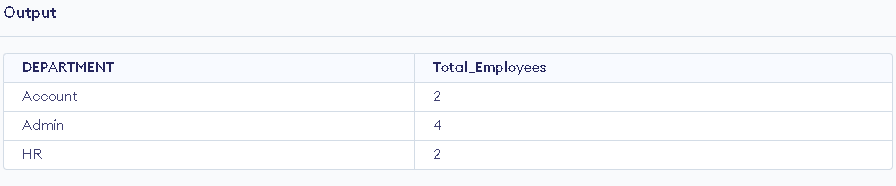 Output
DEPARTMENT Total_Employees
Account 2
Admin 4
HR 2